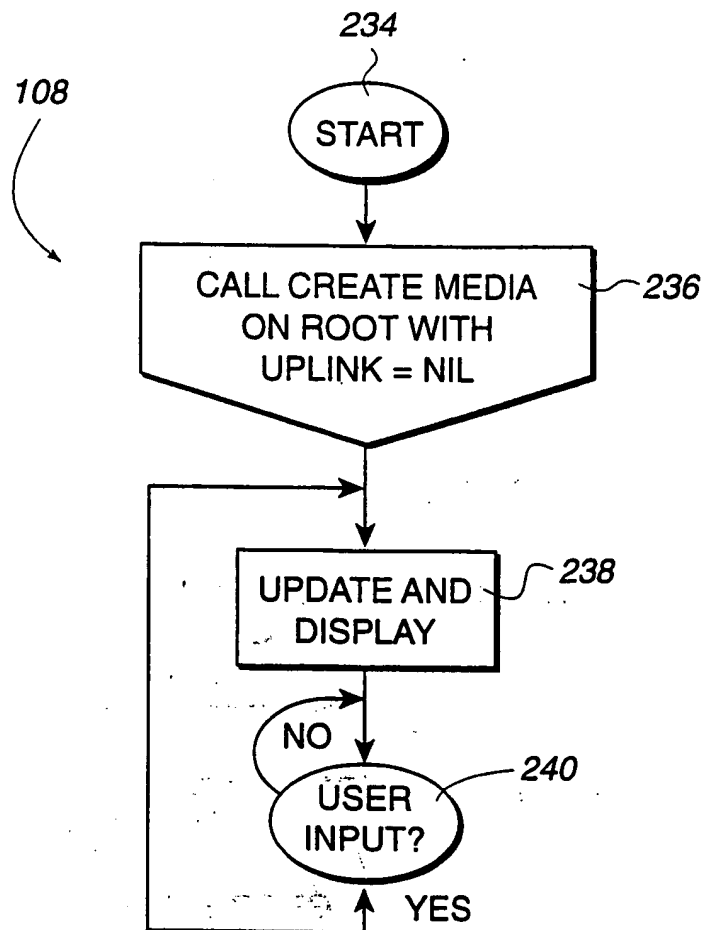 234
108
START
CALL CREATE MEDIA
ON ROOT WITH
UPLINK = NIL
236
UPDATE AND
DISPLAY
238
NO
USER
INPUT?
240
YES